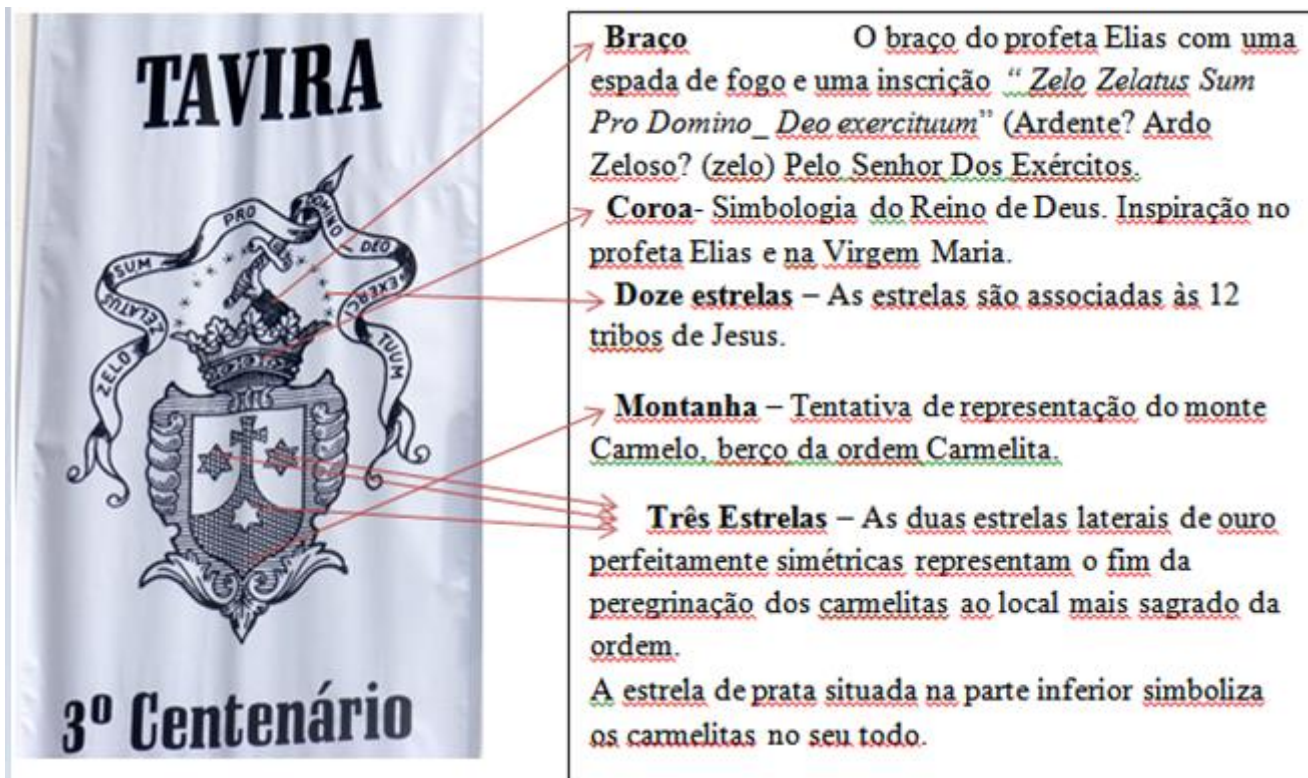 TAVIRA
ZELO ZELATUS SUM PRO DOMINO_DEO EXERCI TUUM
3º Centenário
Braço O braço do profeta Elias com uma
espada de fogo e uma inscrição “ Zelo Zelatus Sum
Pro Domino_ Deo exercituum” (Ardente? Ardo
Zeloso? (zelo) Pelo Senhor Dos Exércitos.
Coroa- Simbologia do Reino de Deus. Inspiração no
profeta Elias e na Virgem Maria.
Doze estrelas – As estrelas são associadas às 12
tribos de Jesus.
Montanha – Tentativa de representação do monte
Carmelo, berço da ordem Carmelita.
Três Estrelas – As duas estrelas laterais de ouro
perfeitamente simétricas representam o fim da
peregrinação dos carmelitas ao local mais sagrado da
ordem.
A estrela de prata situada na parte inferior simboliza
os carmelitas no seu todo.